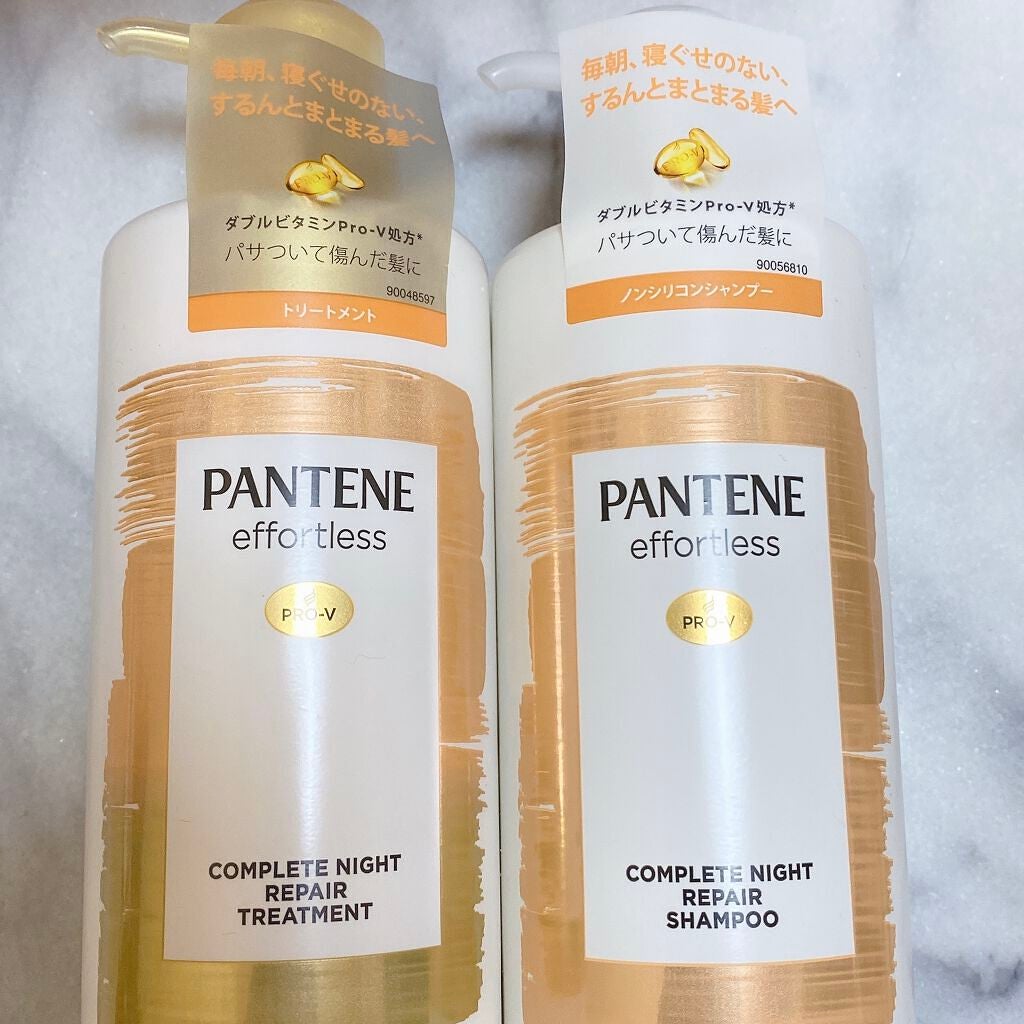 毎朝、寝ぐせのない、
するんとまとまる髪へ
PRO-V
ダブルビタミンPro-V処方*
パサついて傷んだ髪に
90048597
トリートメント
PANTENE
effortless
PRO-V
COMPLETE NIGHT
REPAIR
TREATMENT
毎朝、寝ぐせのない、
するんとまとまる髪へ
PRO-V
ダブルビタミンPro-V処方*
パサついて傷んだ髪に
90056810
ノンシリコンシャンプー
PANTENE
effortless
PRO-V
COMPLETE NIGHT
REPAIR
SHAMPOO